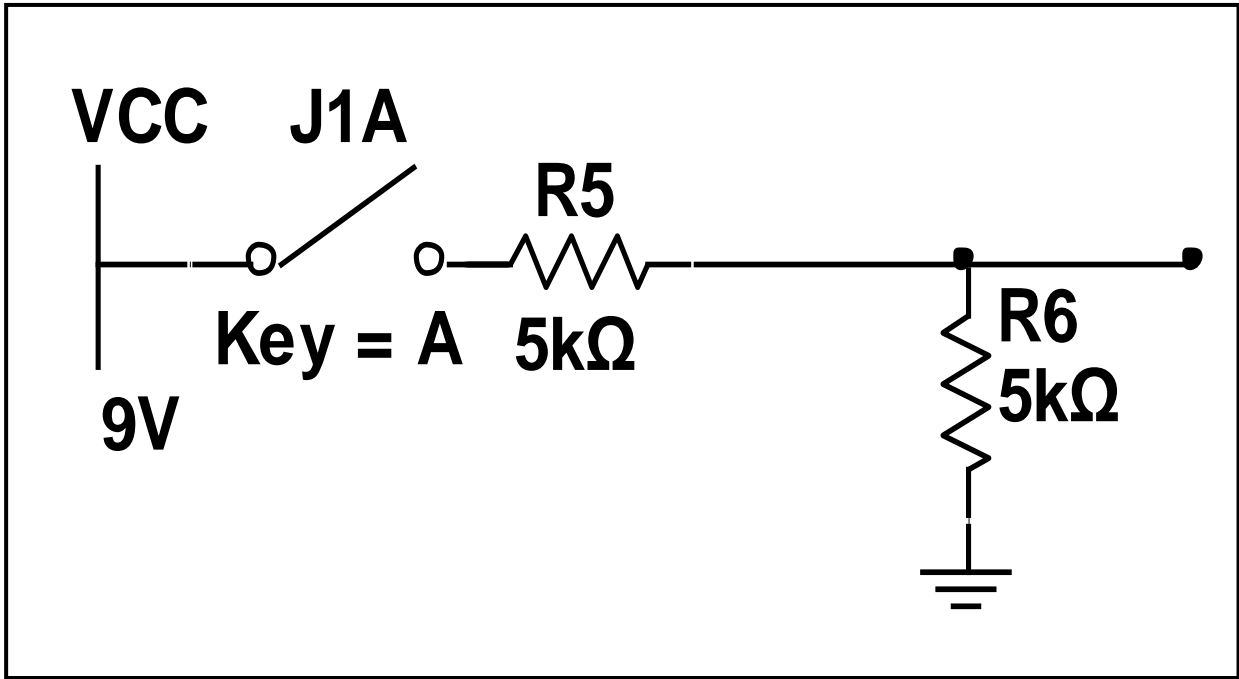 VCC
J1A
R5
Key = A
5kΩ
9V
R6
5kΩ